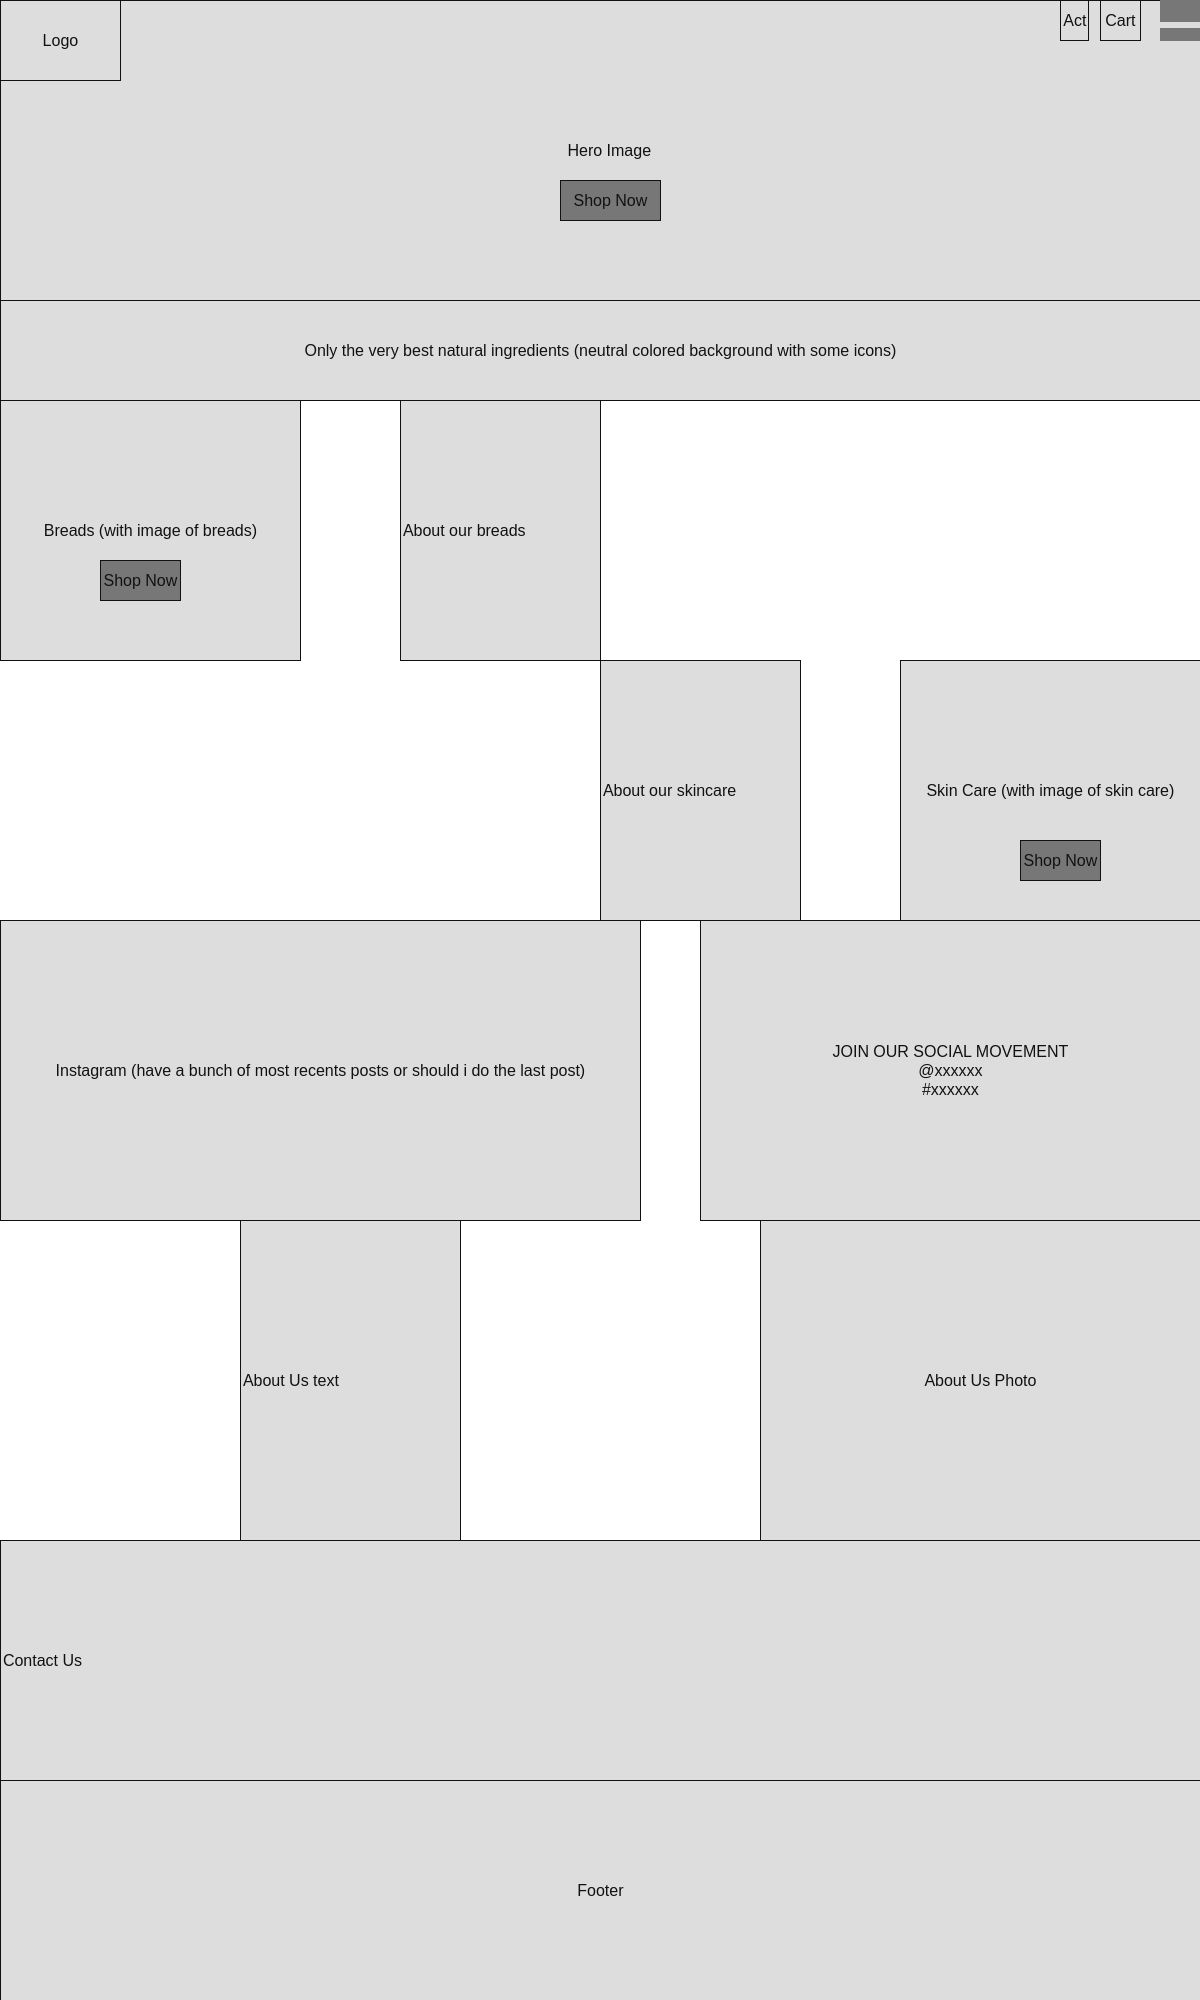 Logo
Act
Cart
Hero Image
Shop Now
Only the very best natural ingredients (neutral colored background with some icons)
Breads (with image of breads)
About our breads
Shop Now
About our skincare
Skin Care (with image of skin care)
Shop Now
Instagram (have a bunch of most recents posts or should i do the last post)
JOIN OUR SOCIAL MOVEMENT
@xxxxxx
#xxxxxx
About Us text
About Us Photo
Contact Us
Footer